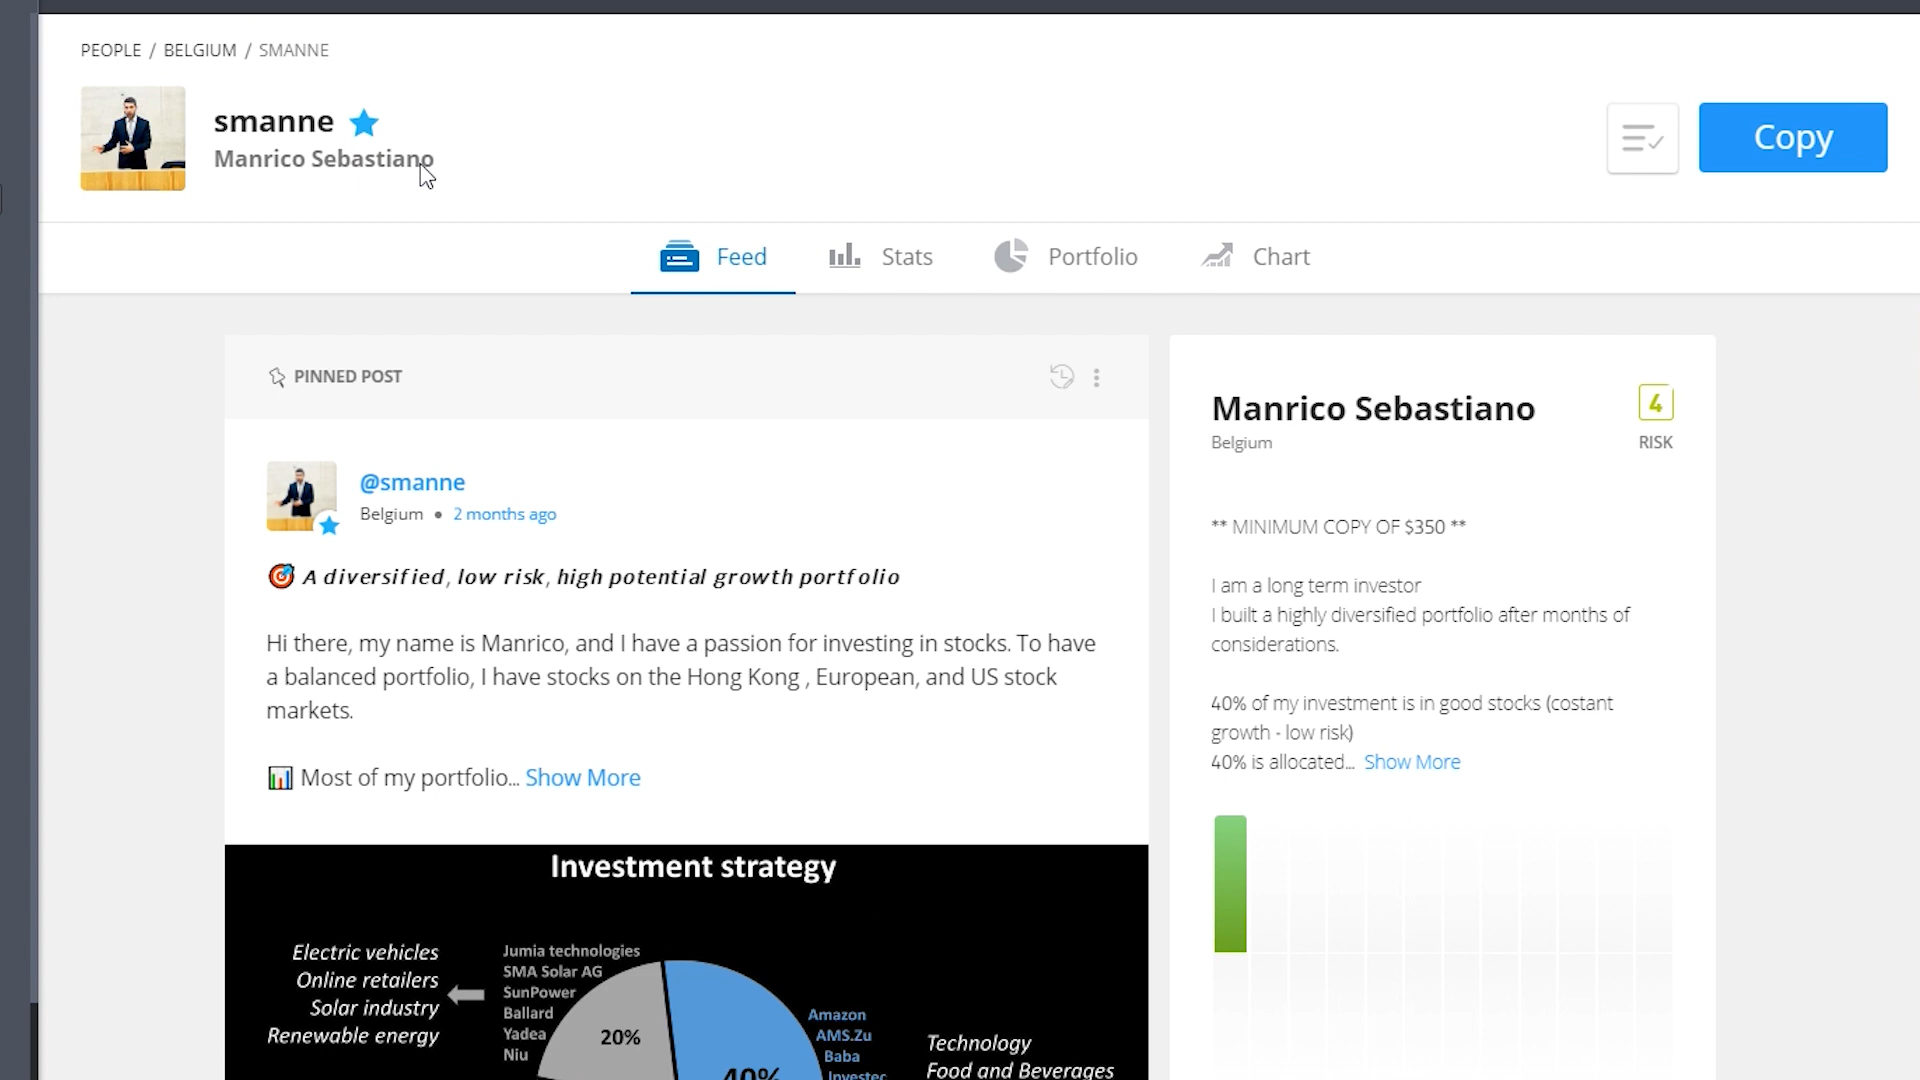 PEOPLE / BELGIUM / SMANNE
smanne
Manrico Sebastiano
Copy
Feed
Stats
Portfolio
Chart
PINNED POST
@smanne
Belgium • 2 months ago
🎯 A diversified, low risk, high potential growth portfolio
Hi there, my name is Manrico, and I have a passion for investing in stocks. To have
a balanced portfolio, I have stocks on the Hong Kong , European, and US stock
markets.
📊 Most of my portfolio... Show More
Investment strategy
Electric vehicles
Online retailers
Solar industry
Renewable energy
Jumia technologies
SMA Solar AG
SunPower
Ballard
Yadea
Niu
20%
40%
Amazon
AMS.Zu
Baba
Investec
Technology
Food and Beverages
Manrico Sebastiano
Belgium
4
RISK
** MINIMUM COPY OF $350 **
I am a long term investor
I built a highly diversified portfolio after months of
considerations.
40% of my investment is in good stocks (costant
growth - low risk)
40% is allocated... Show More